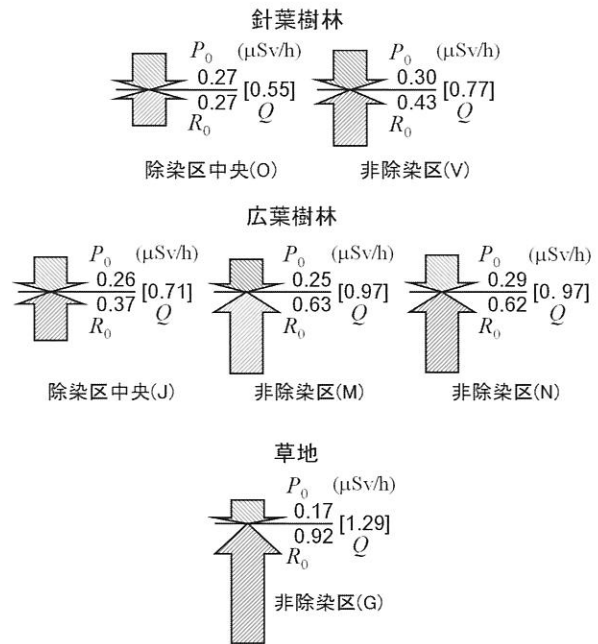 針葉樹林
P₀ (μSv/h) P₀ (μSv/h)
0.27 [0.55] 0.30 [0.77]
0.27 Q 0.43 Q
R₀ R₀
除染区中央(O) 非除染区(V)
広葉樹林
P₀ (μSv/h) P₀ (μSv/h) P₀ (μSv/h)
0.26 [0.71] 0.25 [0.97] 0.29 [0. 97]
0.37 Q 0.63 Q 0.62 Q
R₀ R₀ R₀
除染区中央(J) 非除染区(M) 非除染区(N)
草地
P₀ (μSv/h)
0.17 [1.29]
0.92 Q
R₀
非除染区(G)